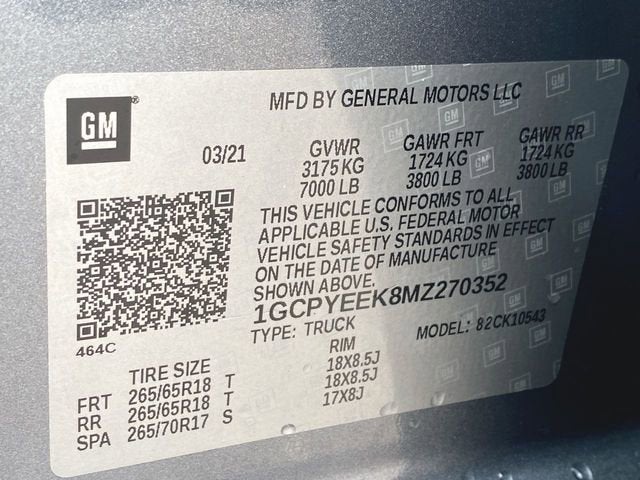 GM
MFD BY GENERAL MOTORS LLC
03/21 GVWR GAWR FRT GAWR RR
3175 KG 1724 KG 1724 KG
7000 LB 3800 LB 3800 LB
THIS VEHICLE CONFORMS TO ALL
APPLICABLE U.S. FEDERAL MOTOR
VEHICLE SAFETY STANDARDS IN EFFECT
ON THE DATE OF MANUFACTURE
SHOWN ABOVE.
1GCPYEEK8MZ270352
464C
TYPE: TRUCK MODEL: 82CK10543
TIRE SIZE RIM
FRT 265/65R18 T 18X8.5J
RR 265/65R18 T 18X8.5J
SPA 265/70R17 S 17X8J